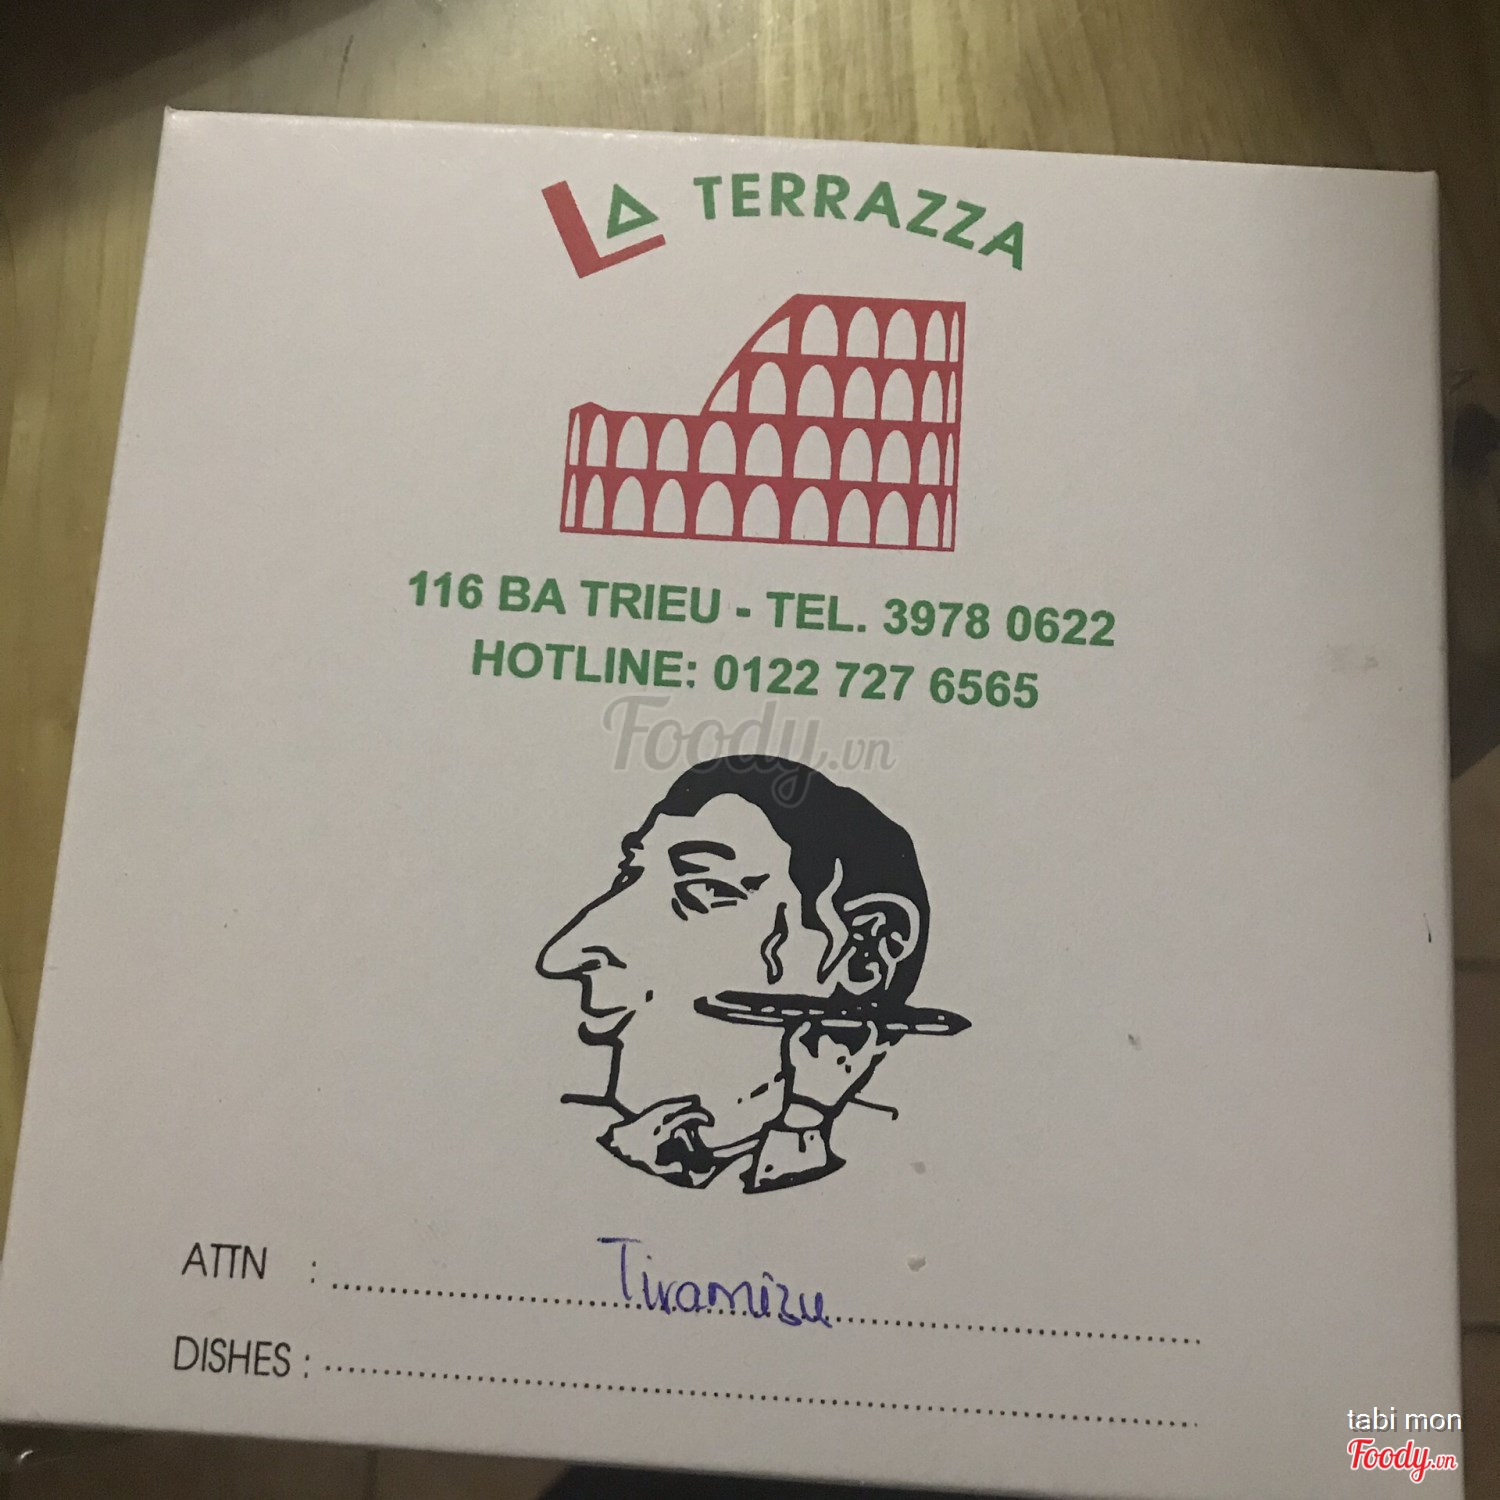 LA TERRAZZA
116 BA TRIEU - TEL. 3978 0622
HOTLINE: 0122 727 6565
Foody.vn
ATTN : Tiramizu
DISHES :
tabi mon
Foody.vn